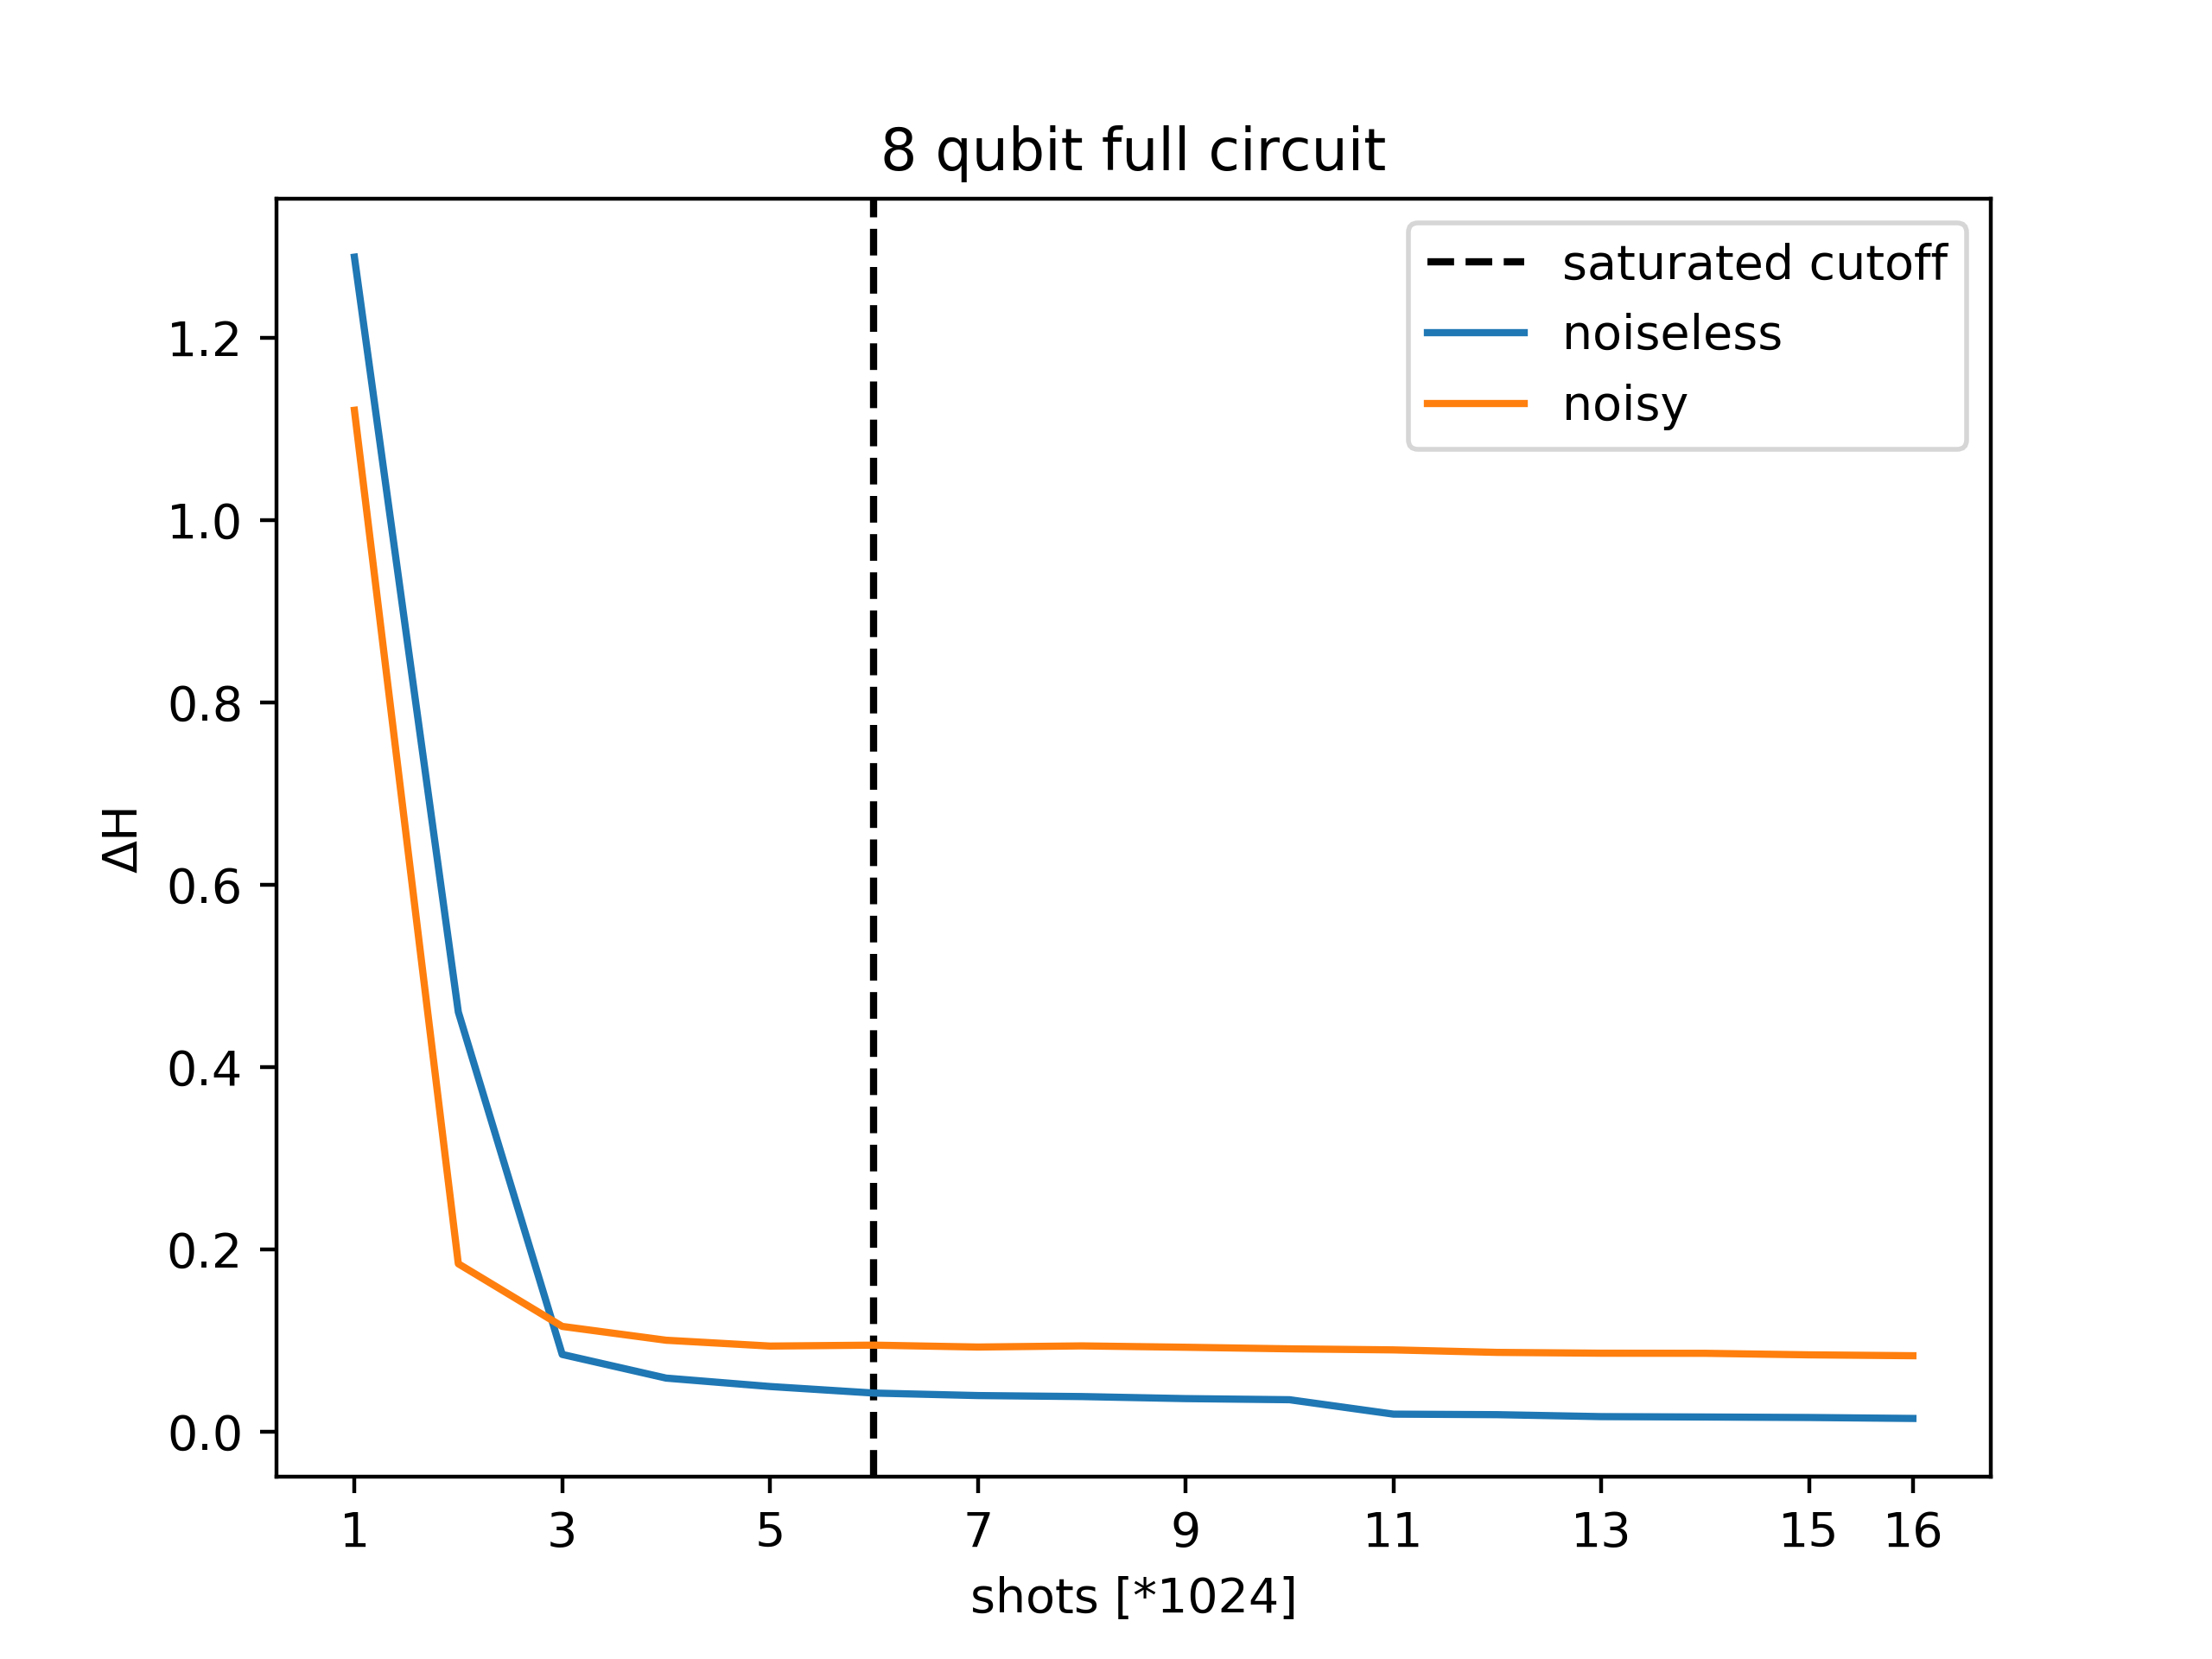 8 qubit full circuit
saturated cutoff
noiseless
noisy
1.2
1.0
0.8
0.6
0.4
0.2
0.0
ΔH
1 3 5 7 9 11 13 15 16
shots [*1024]